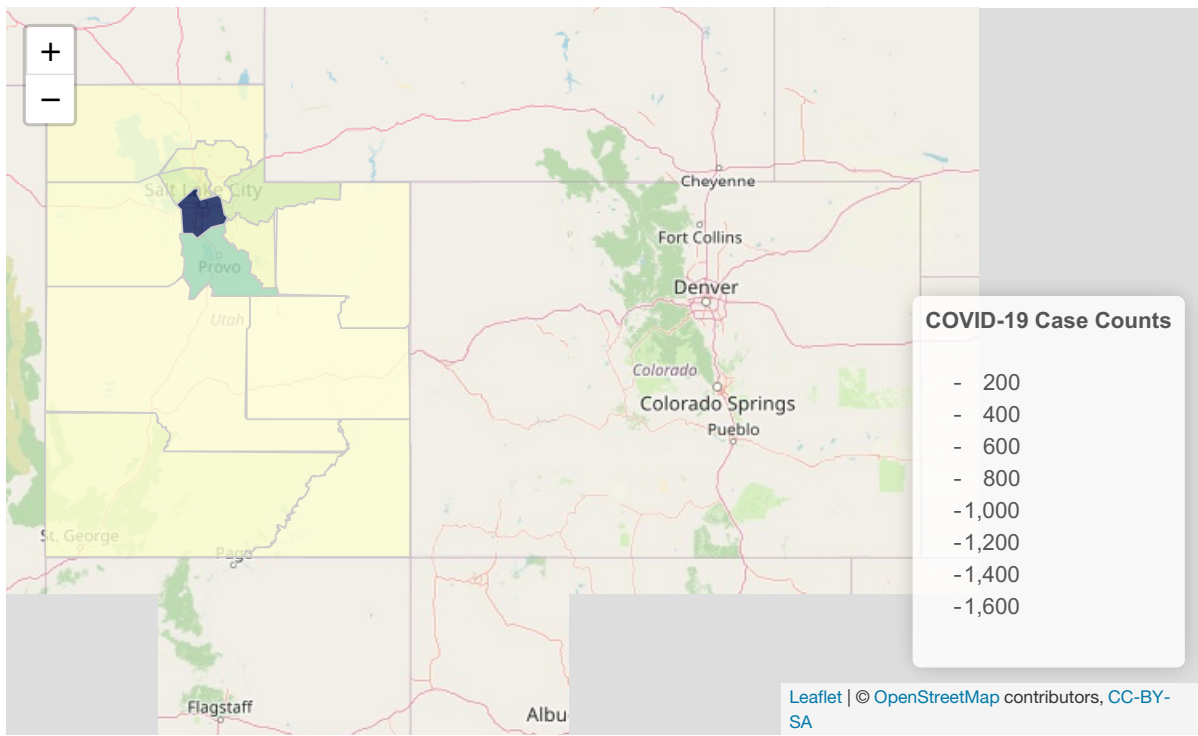 +
−
Salt Lake City
Cheyenne
Fort Collins
Provo
Denver
Utah
COVID-19 Case Counts
Colorado
- 200
Colorado Springs
- 400
Pueblo
- 600
- 800
-1,000
-1,200
St. George
-1,400
Page
-1,600
Leaflet | © OpenStreetMap contributors, CC-BY-
SA
Flagstaff
Albu